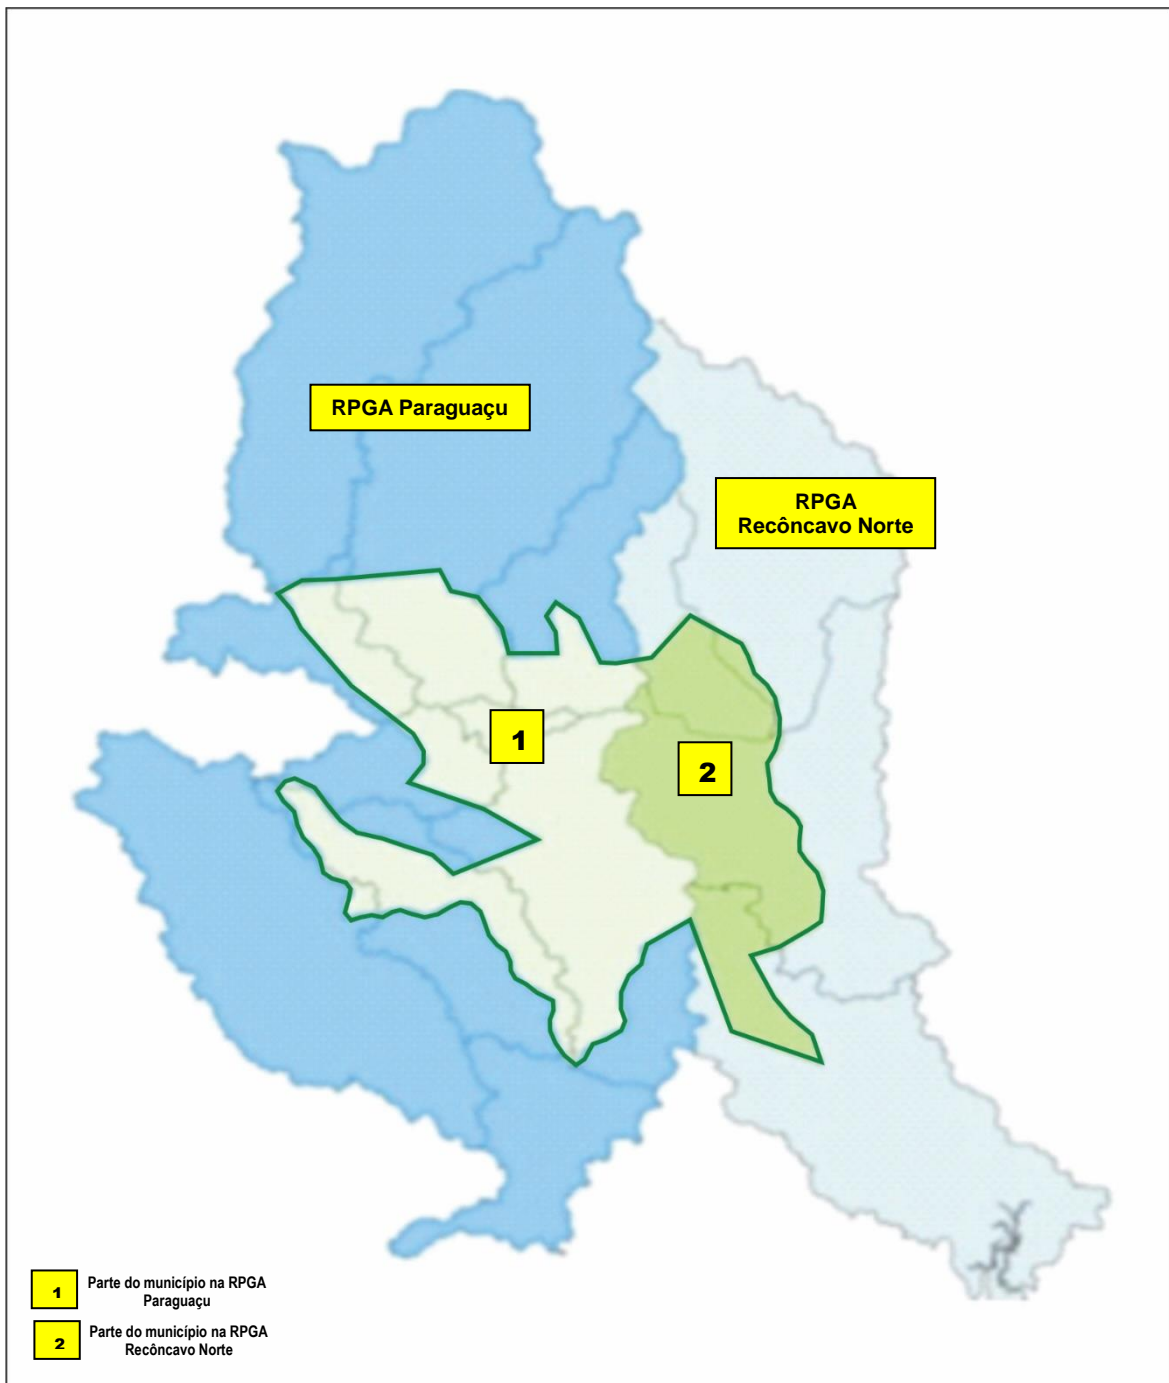 RPGA Paraguaçu
RPGA
Recôncavo Norte
1
2
1
Parte do município na RPGA
Paraguaçu
2
Parte do município na RPGA
Recôncavo Norte